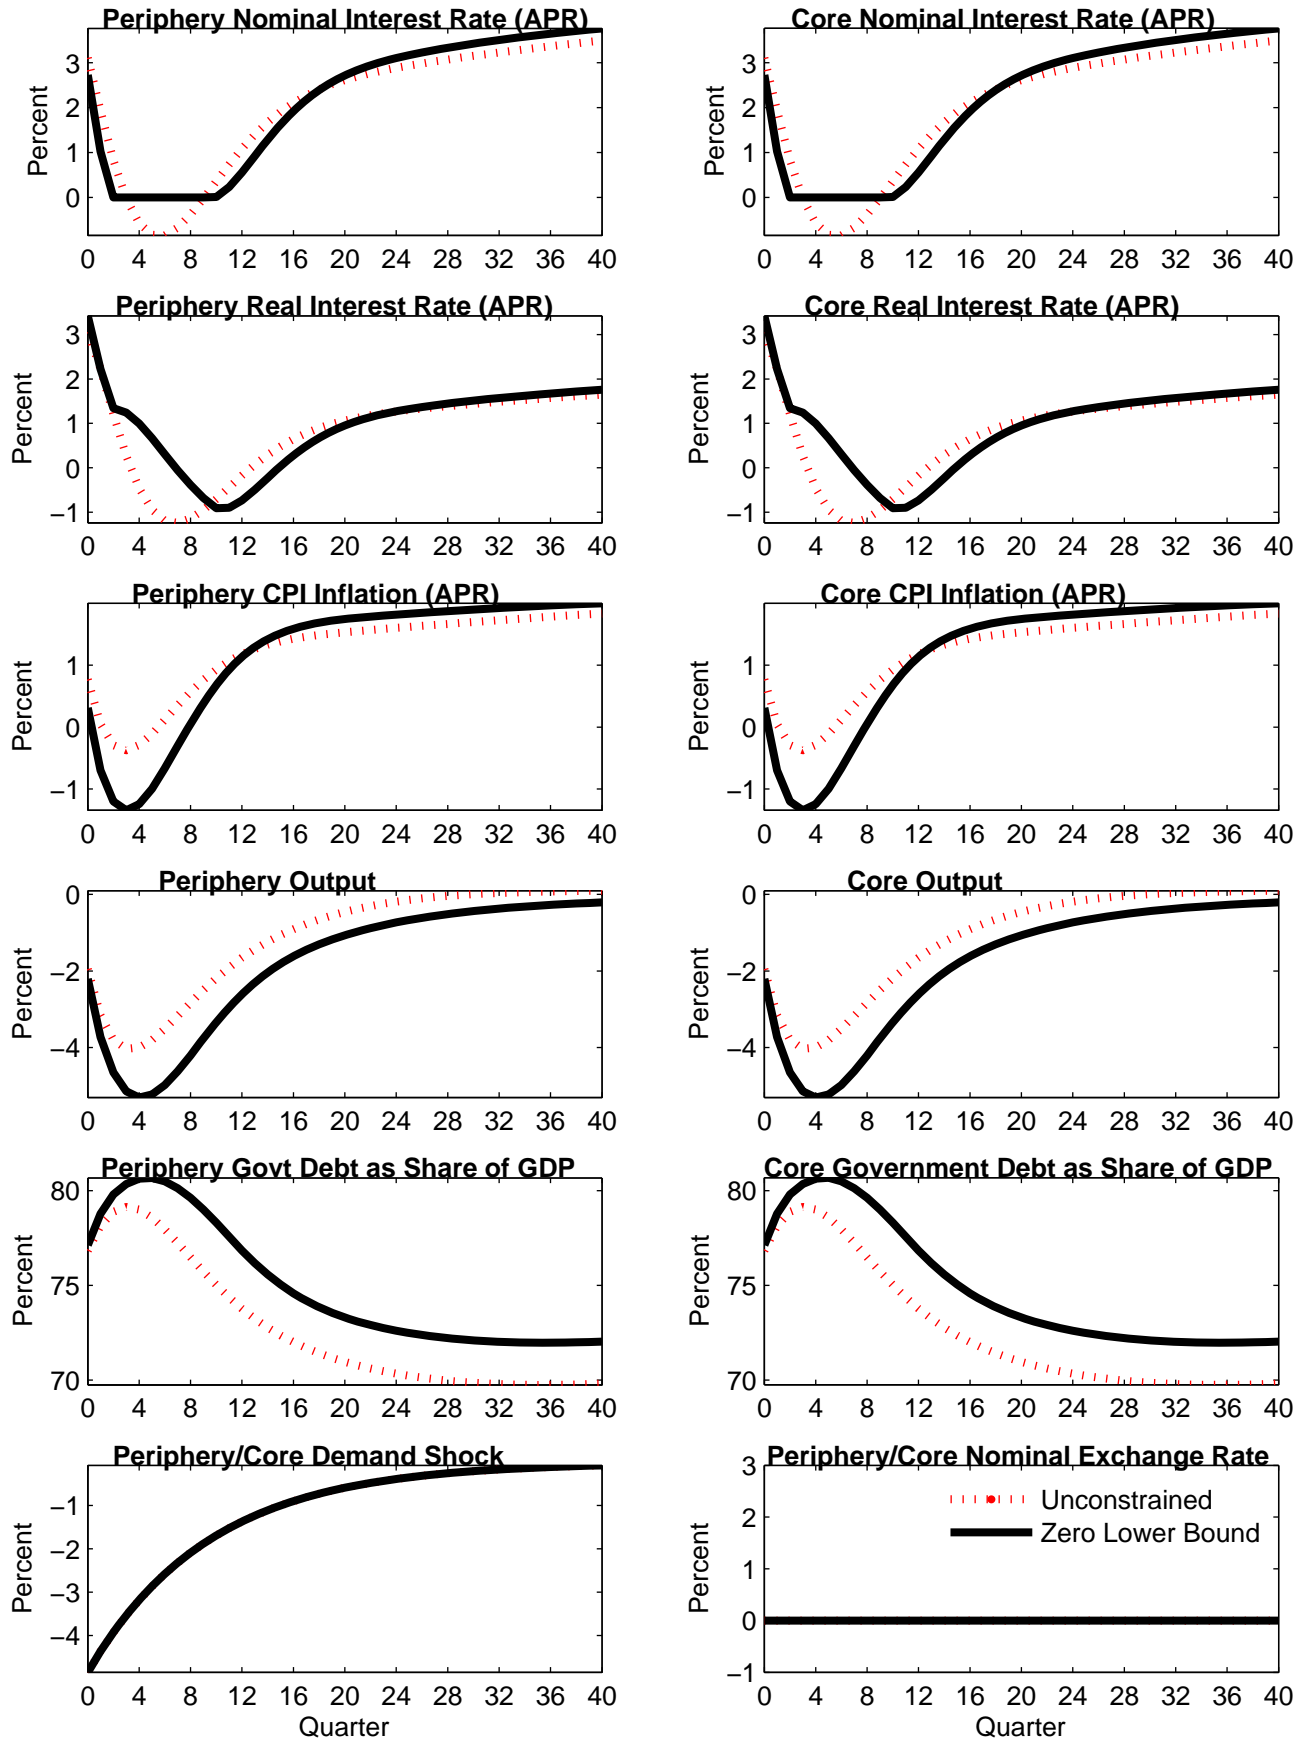 Periphery Nominal Interest Rate (APR)
Percent
3
2
1
0
0 4 8 12 16 20 24 28 32 36 40
Core Nominal Interest Rate (APR)
Percent
3
2
1
0
0 4 8 12 16 20 24 28 32 36 40
Periphery Real Interest Rate (APR)
Percent
3
2
1
0
−1
0 4 8 12 16 20 24 28 32 36 40
Core Real Interest Rate (APR)
Percent
3
2
1
0
−1
0 4 8 12 16 20 24 28 32 36 40
Periphery CPI Inflation (APR)
Percent
1
0
−1
0 4 8 12 16 20 24 28 32 36 40
Core CPI Inflation (APR)
Percent
1
0
−1
0 4 8 12 16 20 24 28 32 36 40
Periphery Output
Percent
0
−2
−4
0 4 8 12 16 20 24 28 32 36 40
Core Output
Percent
0
−2
−4
0 4 8 12 16 20 24 28 32 36 40
Periphery Govt Debt as Share of GDP
Percent
80
75
70
0 4 8 12 16 20 24 28 32 36 40
Core Government Debt as Share of GDP
Percent
80
75
70
0 4 8 12 16 20 24 28 32 36 40
Periphery/Core Demand Shock
Percent
−1
−2
−3
−4
0 4 8 12 16 20 24 28 32 36 40
Quarter
Periphery/Core Nominal Exchange Rate
Percent
3
2
1
0
−1
Unconstrained
Zero Lower Bound
0 4 8 12 16 20 24 28 32 36 40
Quarter